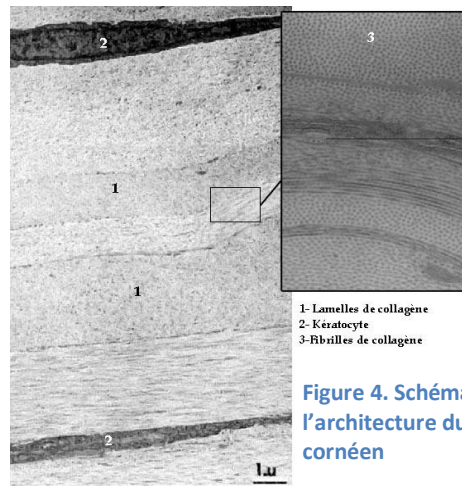 2
3
1
1
2
1µ
1- Lamelles de collagène
2- Kératocyte
3-Fibrilles de collagène
Figure 4. Schéma
l’architecture du
cornéen